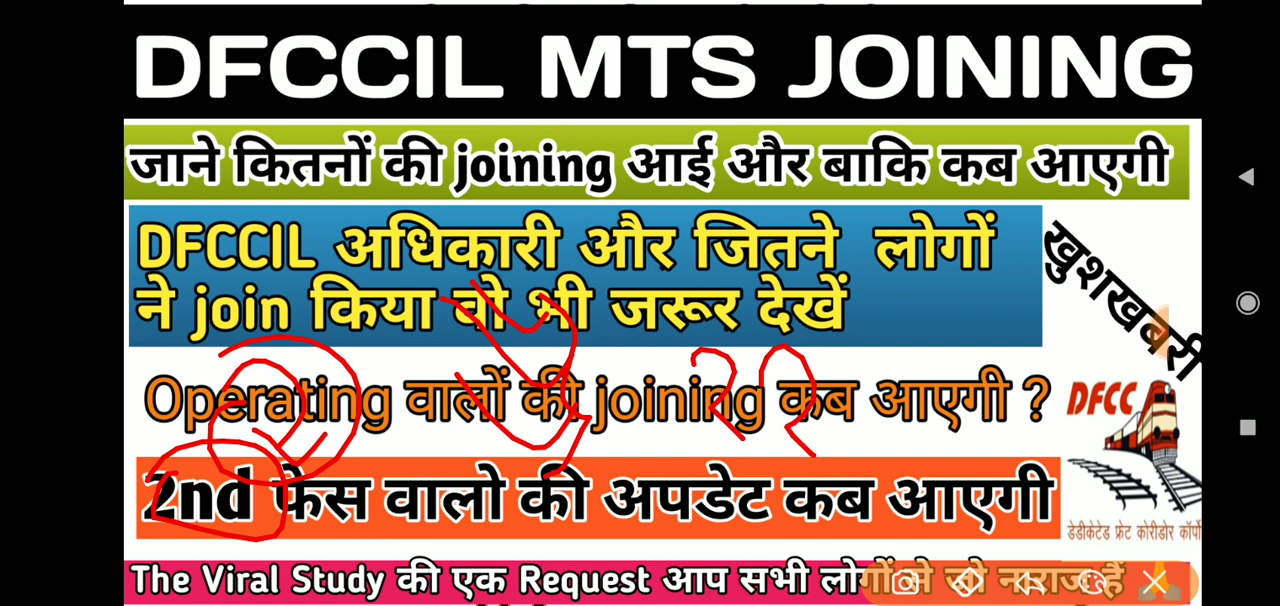 DFCCIL MTS JOINING
जाने कितनों की joining आई और बाकि कब आएगी
DFCCIL अधिकारी और जितने लोगों
ने join किया वो भी जरूर देखें
खुशखबरी
Operating वालों की joining कब आएगी ?
DFCC
2nd फेस वालो की अपडेट कब आएगी
डेडीकेटेड फ्रेट कोरीडोर कॉर्पो
The Viral Study की एक Request आप सभी लोगों से जो नाराज हैं